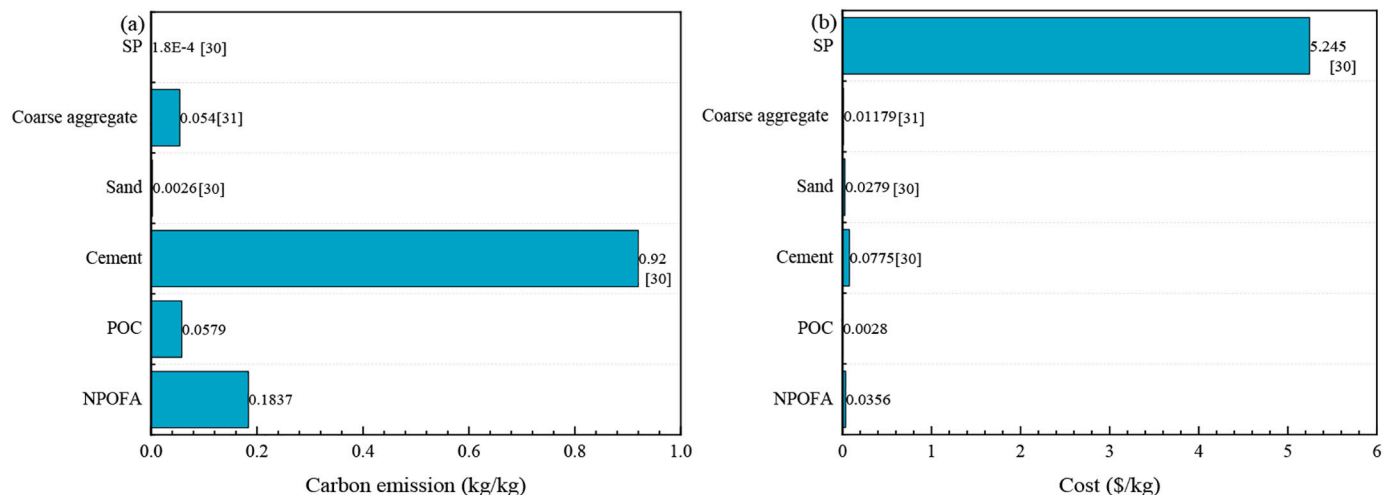 (a)
SP
1.8E-4 [30]
Coarse aggregate
0.054[31]
Sand
0.0026[30]
Cement
0.92
[30]
POC
0.0579
NPOFA
0.1837
0.0 0.2 0.4 0.6 0.8 1.0
Carbon emission (kg/kg)
(b)
SP
5.245
[30]
Coarse aggregate
0.01179[31]
Sand
0.0279[30]
Cement
0.0775[30]
POC
0.0028
NPOFA
0.0356
0 1 2 3 4 5 6
Cost ($/kg)